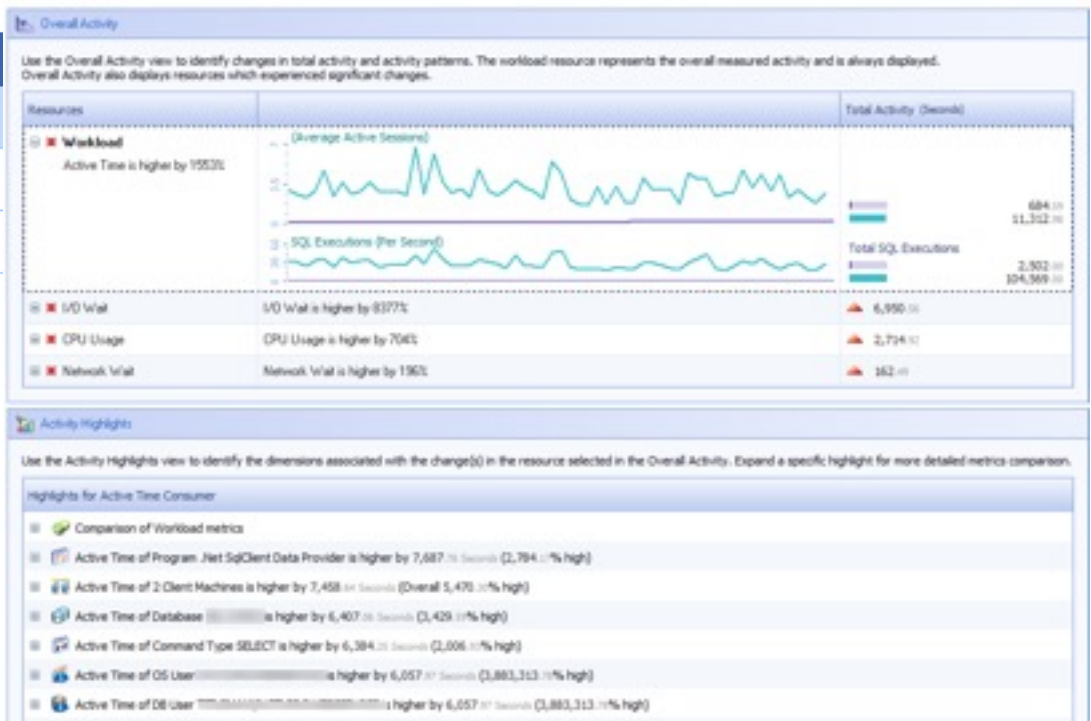 Overall Activity
Use the Overall Activity view to identify changes in total activity and activity patterns. The workload resource represents the overall measured activity and is always displayed.
Overall Activity also displays resources which experienced significant changes.
Resources
Total Activity (Seconds)
Workload
(Average Active Sessions)
Active Time is higher by 1553%
684
11,312
SQL Executions (Per Second)
Total SQL Executions
2,502
104,569
I/O Wait
I/O Wait is higher by 8377%
6,950
CPU Usage
CPU Usage is higher by 704%
2,714
Network Wait
Network Wait is higher by 196%
162
Activity Highlights
Use the Activity Highlights view to identify the dimensions associated with the change(s) in the resource selected in the Overall Activity. Expand a specific highlight for more detailed metrics comparison.
Highlights for Active Time Consumer
Comparison of Workload metrics
Active Time of Program .Net SqlClient Data Provider is higher by 7,687 Seconds (2,784 % high)
Active Time of 2 Client Machines is higher by 7,458 Seconds (Overall 5,470 % high)
Active Time of Database is higher by 6,407 Seconds (3,429 % high)
Active Time of Command Type SELECT is higher by 6,384 Seconds (2,006 % high)
Active Time of OS User is higher by 6,057 Seconds (3,883,313 % high)
Active Time of DB User is higher by 6,057 Seconds (3,883,313 % high)